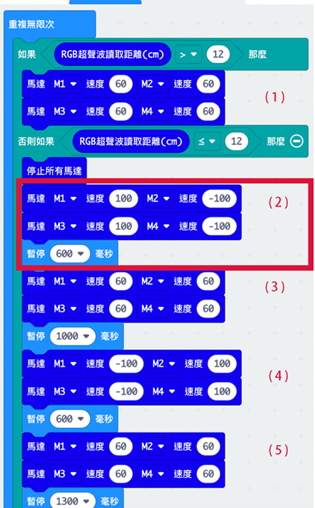 重複無限次
如果 RGB超聲波讀取距離(cm) > ▾ 12 那麼
馬達 M1 ▾ 速度 60 M2 ▾ 速度 60
馬達 M3 ▾ 速度 60 M4 ▾ 速度 60
(1)
否則如果 RGB超聲波讀取距離(cm) ≤ ▾ 12 那麼
停止所有馬達
馬達 M1 ▾ 速度 100 M2 ▾ 速度 -100
(2)
馬達 M3 ▾ 速度 100 M4 ▾ 速度 -100
暫停 600 ▾ 毫秒
馬達 M1 ▾ 速度 60 M2 ▾ 速度 60
(3)
馬達 M3 ▾ 速度 60 M4 ▾ 速度 60
暫停 1000 ▾ 毫秒
馬達 M1 ▾ 速度 -100 M2 ▾ 速度 100
(4)
馬達 M3 ▾ 速度 -100 M4 ▾ 速度 100
暫停 600 ▾ 毫秒
馬達 M1 ▾ 速度 60 M2 ▾ 速度 60
(5)
馬達 M3 ▾ 速度 60 M4 ▾ 速度 60
暫停 1300 ▾ 毫秒